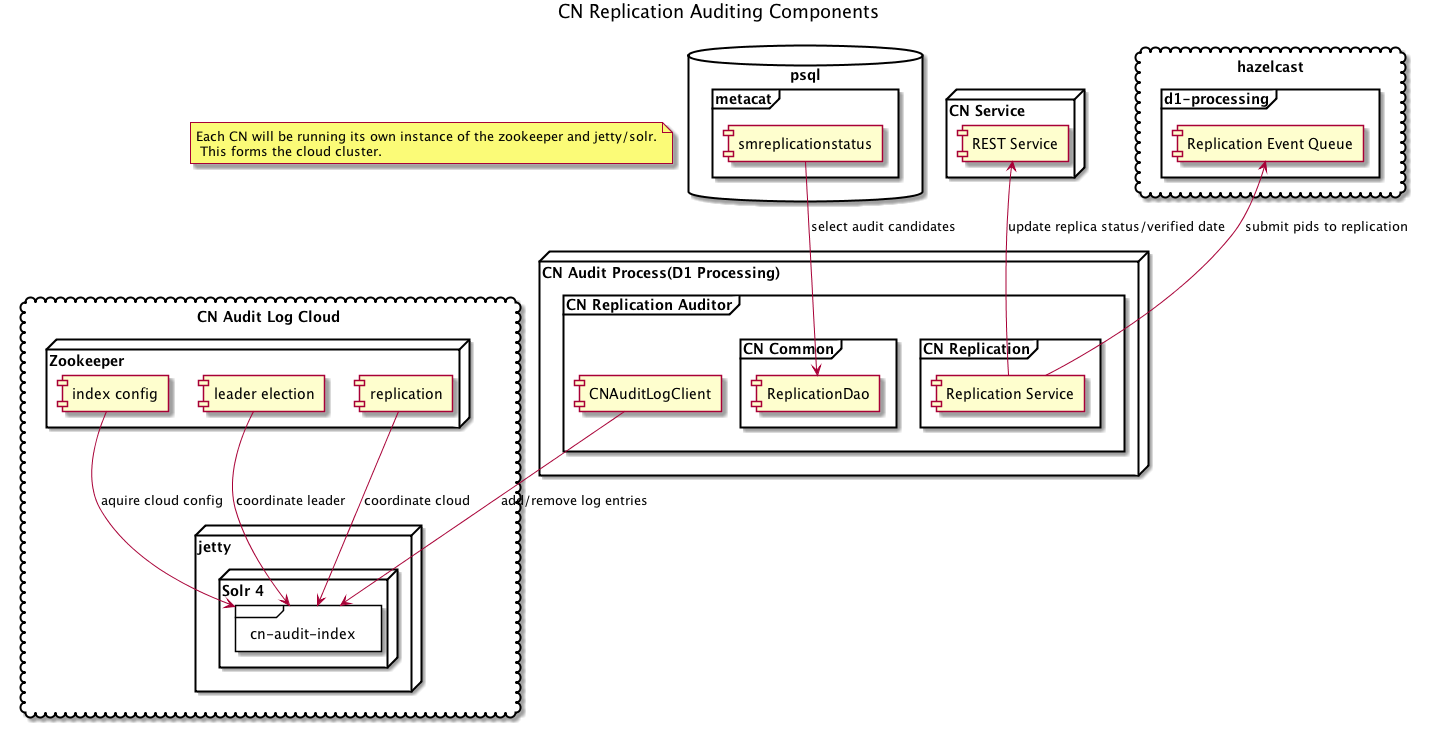 CN Replication Auditing Components
psql
hazelcast
metacat
d1-processing
CN Service
smreplicationstatus
REST Service
Replication Event Queue
Each CN will be running its own instance of the zookeeper and jetty/solr.
This forms the cloud cluster.
select audit candidates
update replica status/verified date
submit pids to replication
CN Audit Process(D1 Processing)
CN Replication Auditor
CN Common
CN Replication
CNAuditLogClient
ReplicationDao
Replication Service
CN Audit Log Cloud
Zookeeper
index config
leader election
replication
aquire cloud config
coordinate leader
coordinate cloud
add/remove log entries
jetty
Solr 4
cn-audit-index